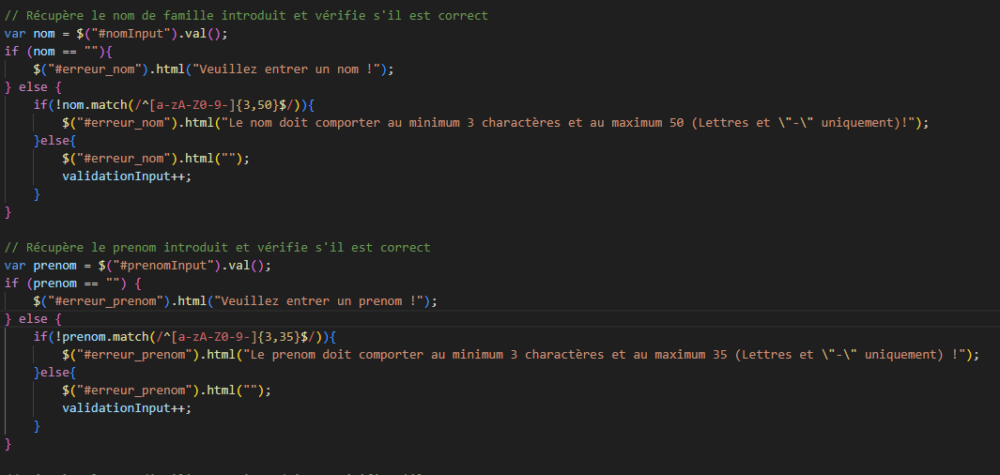 // Récupère le nom de famille introduit et vérifie s'il est correct
var nom = $("#nomInput").val();
if (nom == ""){
$("#erreur_nom").html("Veuillez entrer un nom !");
} else {
if(!nom.match(/^[a-zA-Z0-9-]{3,50}$/)){
$("#erreur_nom").html("Le nom doit comporter au minimum 3 charactères et au maximum 50 (Lettres et \"-\" uniquement)!");
}else{
$("#erreur_nom").html("");
validationInput++;
}
}
// Récupère le prenom introduit et vérifie s'il est correct
var prenom = $("#prenomInput").val();
if (prenom == "") {
$("#erreur_prenom").html("Veuillez entrer un prenom !");
} else {
if(!prenom.match(/^[a-zA-Z0-9-]{3,35}$/)){
$("#erreur_prenom").html("Le prenom doit comporter au minimum 3 charactères et au maximum 35 (Lettres et \"-\" uniquement) !");
}else{
$("#erreur_prenom").html("");
validationInput++;
}
}